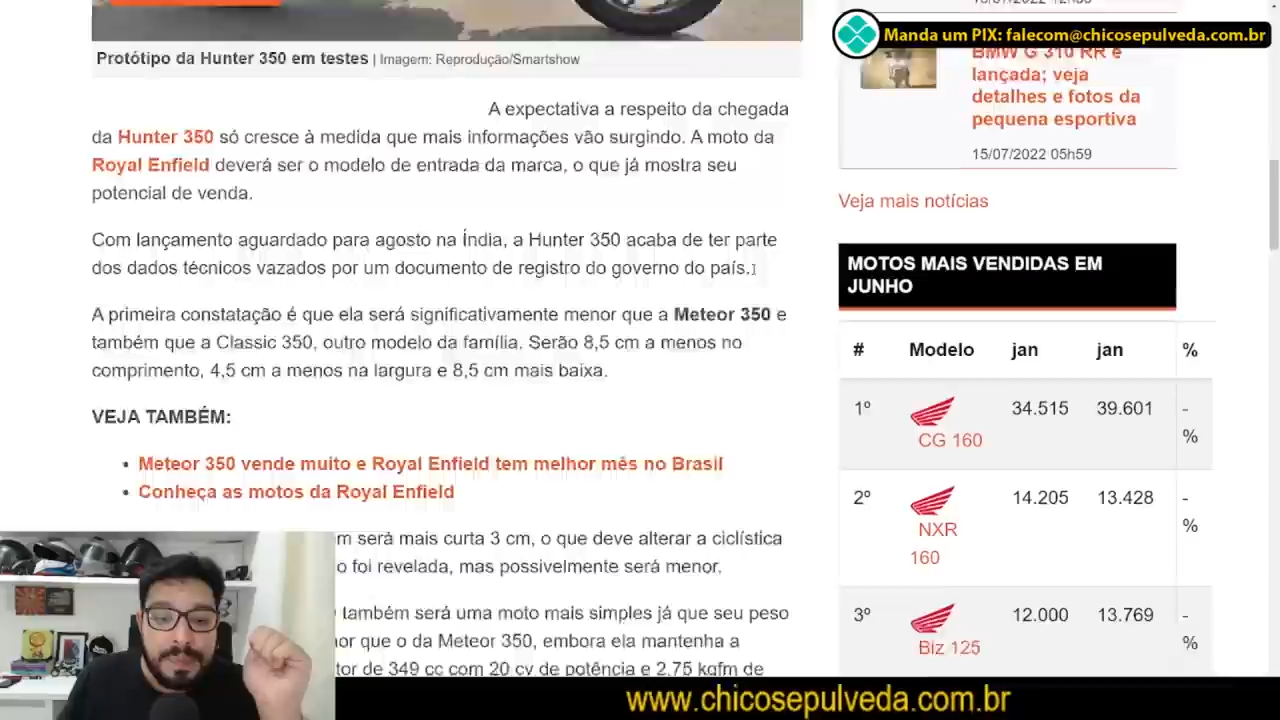 Manda um PIX: falecom@chicosepulveda.com.br
Protótipo da Hunter 350 em testes | Imagem: Reprodução/Smartshow
A expectativa a respeito da chegada
da Hunter 350 só cresce à medida que mais informações vão surgindo. A moto da
Royal Enfield deverá ser o modelo de entrada da marca, o que já mostra seu
potencial de venda.
Com lançamento aguardado para agosto na Índia, a Hunter 350 acaba de ter parte
dos dados técnicos vazados por um documento de registro do governo do país.
A primeira constatação é que ela será significativamente menor que a Meteor 350 e
também que a Classic 350, outro modelo da família. Serão 8,5 cm a menos no
comprimento, 4,5 cm a menos na largura e 8,5 cm mais baixa.
VEJA TAMBÉM:
• Meteor 350 vende muito e Royal Enfield tem melhor mês no Brasil
• Conheça as motos da Royal Enfield
m será mais curta 3 cm, o que deve alterar a ciclística
o foi revelada, mas possivelmente será menor.
também será uma moto mais simples já que seu peso
or que o da Meteor 350, embora ela mantenha a
tor de 349 cc com 20 cv de potência e 2,75 kgfm de
BMW G 310 RR é
lançada; veja
detalhes e fotos da
pequena esportiva
15/07/2022 05h59
Veja mais notícias
MOTOS MAIS VENDIDAS EM
JUNHO
# Modelo jan jan %
1º CG 160 34.515 39.601 -%
2º NXR 160 14.205 13.428 -%
3º Biz 125 12.000 13.769 -%
www.chicosepulveda.com.br